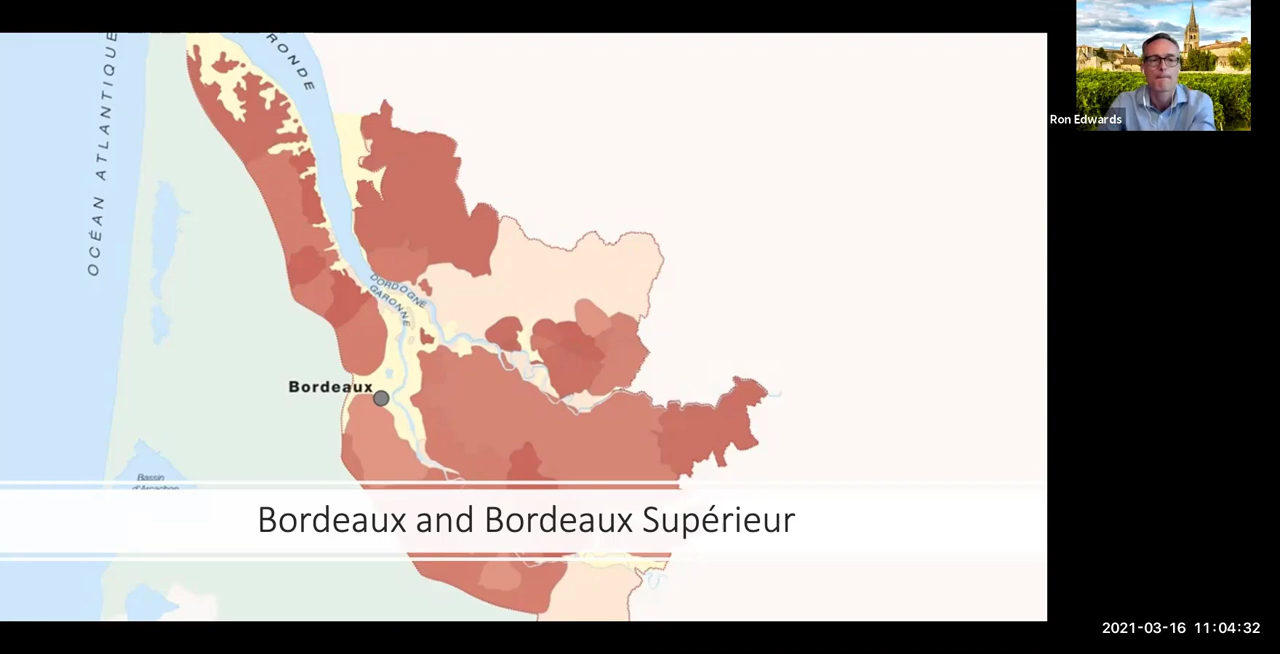 OCÉAN ATLANTIQUE
RONDE
DORDOGNE
GARONNE
Bordeaux
Bassin
d'Arcachon
Bordeaux and Bordeaux Supérieur
Ron Edwards
2021-03-16 11:04:32